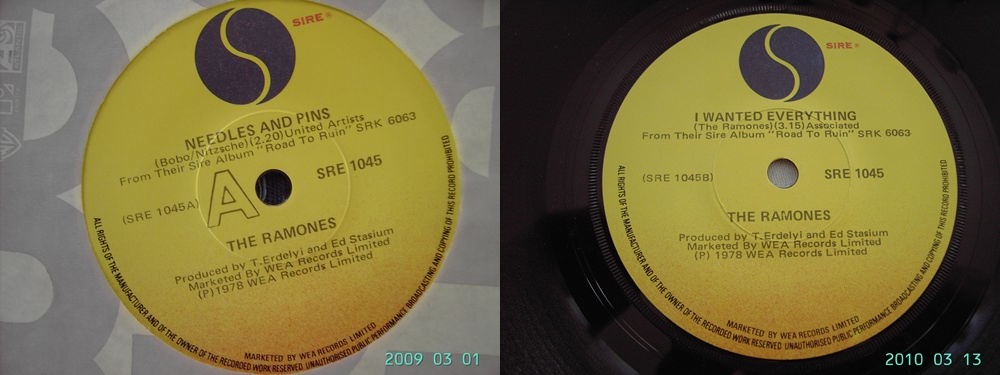 SIRE®
NEEDLES AND PINS
(Bobo/Nitzsche)(2.20)United Artists
From Their Sire Album "Road To Ruin" SRK 6063
A
SRE 1045
(SRE 1045A)
THE RAMONES
Produced by T.Erdelyi and Ed Stasium
Marketed By WEA Records Limited
(P)1978 WEA Records Limited
MARKETED BY WEA RECORDS LIMITED
ALL RIGHTS OF THE MANUFACTURER AND OF THE OWNER OF THE RECORDED WORK RESERVED UNAUTHORISED PUBLIC PERFORMANCE BROADCASTING AND COPYING OF THIS RECORD PROHIBITED
2009 03 01
SIRE®
I WANTED EVERYTHING
(The Ramones)(3.15)Associated
From Their Sire Album "Road To Ruin" SRK 6063
(SRE 1045B)
SRE 1045
THE RAMONES
Produced by T.Erdelyi and Ed Stasium
Marketed By WEA Records Limited
(P) 1978 WEA Records Limited
MARKETED BY WEA RECORDS LIMITED
ALL RIGHTS OF THE MANUFACTURER AND OF THE OWNER OF THE RECORDED WORK RESERVED UNAUTHORISED PUBLIC PERFORMANCE BROADCASTING AND COPYING OF THIS RECORD PROHIBITED
2010 03 13